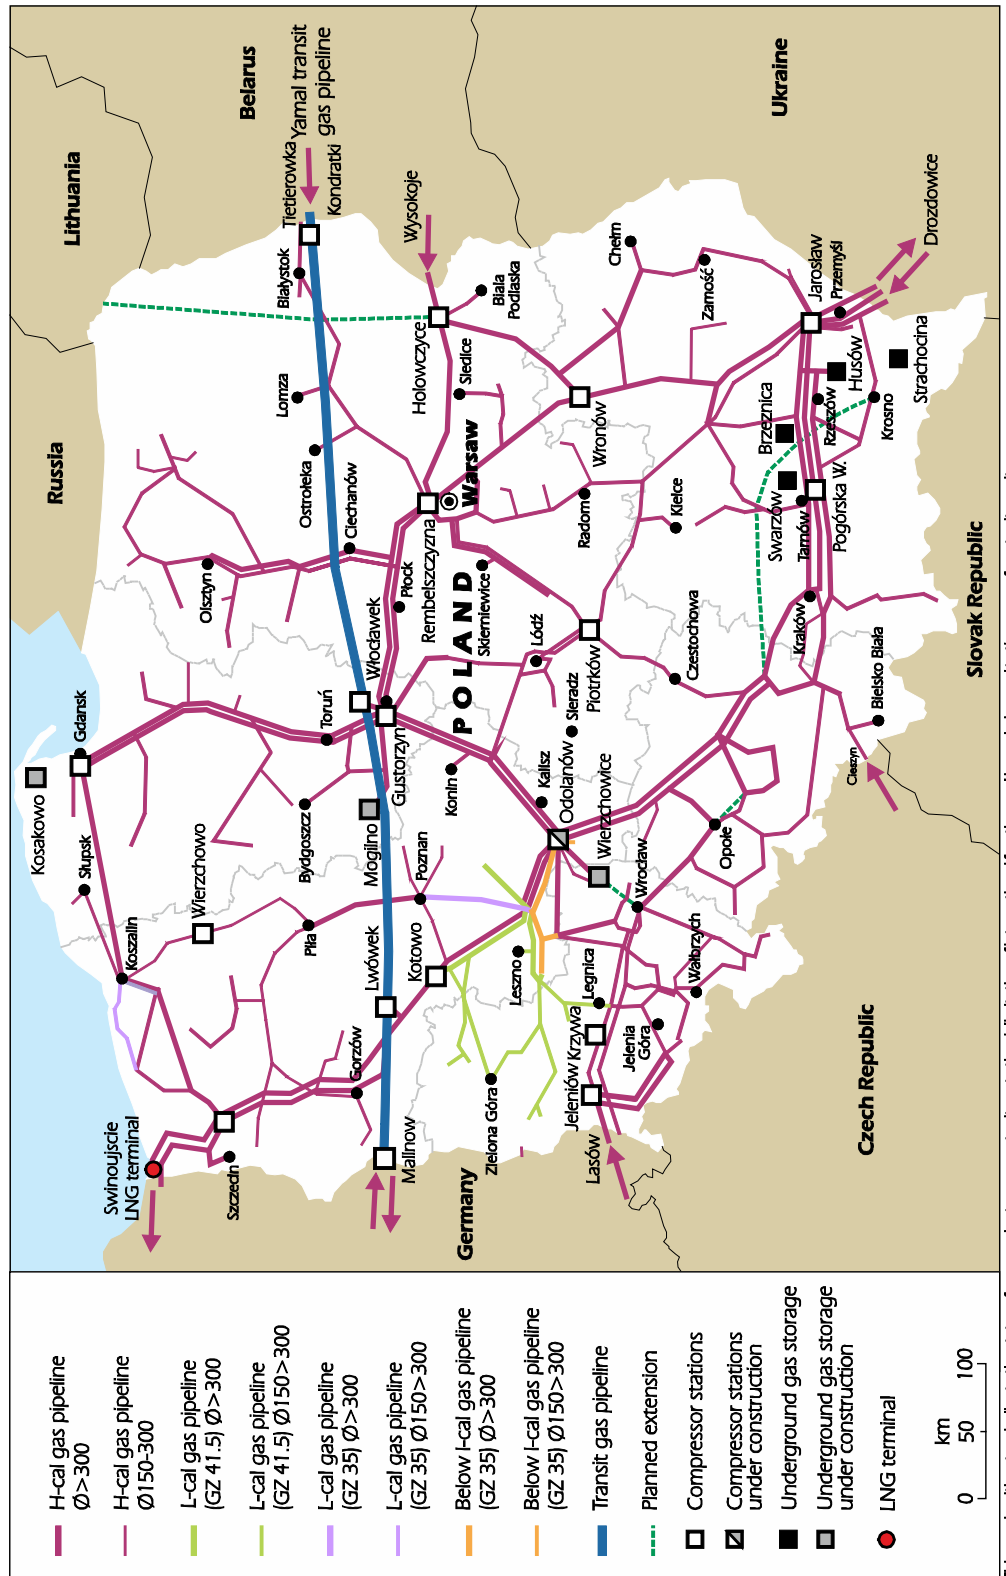 Lithuania
Belarus
Russia
Ukraine
Slovak Republic
Czech Republic
Germany
POLAND
Tietierowka
Yamal transit
gas pipeline
Kondratki
Wysokoje
Drozdowice
Białystok
Lomza
Ostrołeka
Ciechanów
Olsztyn
Gdansk
Kosakowo
Słupsk
Koszalin
Wierzchowo
Swinoujscie
LNG terminal
Szczecin
Piła
Bydgoszcz
Toruń
Włocławek
Płock
Rembelszczyzna
Warsaw
Hołowczyce
Siedlce
Biala
Podlaska
Chełm
Zamość
Wronów
Radom
Kielce
Skierniewice
Lódź
Piotrków
Sieradz
Czestochowa
Gustorzyn
Mogilno
Konin
Kalisz
Odolanów
Wierzchowice
Poznan
Lwówek
Kotowo
Gorzów
Mallnow
Zielona Góra
Leszno
Legnica
Krzywa
Jeleniów
Lasów
Jelenia
Góra
Wałbrzych
Wrocław
Opołe
Cieszyn
Bielsko Biała
Kraków
Tarnów
Pogórska W.
Swarzów
Brzeznica
Rzeszów
Husów
Krosno
Strachocina
Jarosław
Przemyśl
H-cal gas pipeline
Ø>300
H-cal gas pipeline
Ø150-300
L-cal gas pipeline
(GZ 41.5) Ø>300
L-cal gas pipeline
(GZ 41.5) Ø150>300
L-cal gas pipeline
(GZ 35) Ø>300
L-cal gas pipeline
(GZ 35) Ø150>300
Below l-cal gas pipeline
(GZ 35) Ø>300
Below l-cal gas pipeline
(GZ 35) Ø150>300
Transit gas pipeline
Planned extension
Compressor stations
Compressor stations
under construction
Underground gas storage
Underground gas storage
under construction
LNG terminal
km
0 50 100